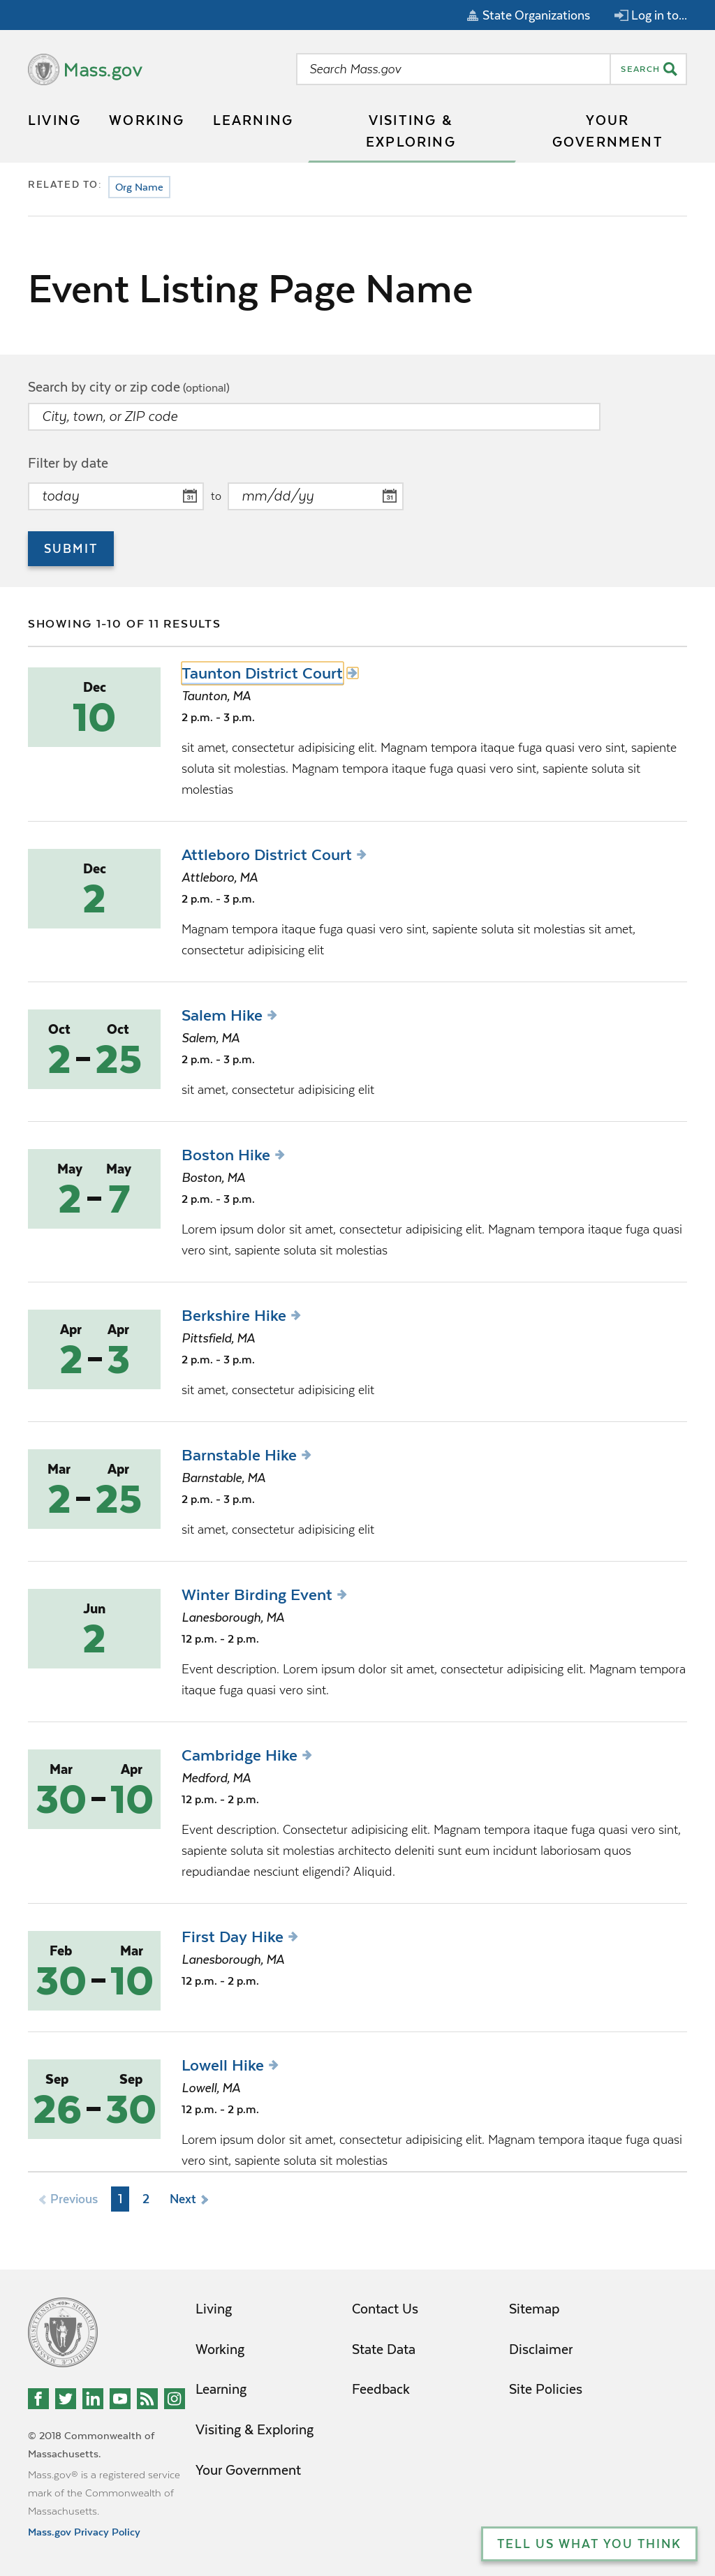 State Organizations
Log in to...
Mass.gov
Search Mass.gov
SEARCH
LIVING
WORKING
LEARNING
VISITING &
EXPLORING
YOUR
GOVERNMENT
RELATED TO:
Org Name
Event Listing Page Name
Search by city or zip code (optional)
City, town, or ZIP code
Filter by date
today
31
to
mm/dd/yy
31
SUBMIT
SHOWING 1-10 OF 11 RESULTS
Dec
10
Taunton District Court
Taunton, MA
2 p.m. - 3 p.m.
sit amet, consectetur adipisicing elit. Magnam tempora itaque fuga quasi vero sint, sapiente
soluta sit molestias. Magnam tempora itaque fuga quasi vero sint, sapiente soluta sit
molestias
Dec
2
Attleboro District Court
Attleboro, MA
2 p.m. - 3 p.m.
Magnam tempora itaque fuga quasi vero sint, sapiente soluta sit molestias sit amet,
consectetur adipisicing elit
Oct Oct
2 – 25
Salem Hike
Salem, MA
2 p.m. - 3 p.m.
sit amet, consectetur adipisicing elit
May May
2 – 7
Boston Hike
Boston, MA
2 p.m. - 3 p.m.
Lorem ipsum dolor sit amet, consectetur adipisicing elit. Magnam tempora itaque fuga quasi
vero sint, sapiente soluta sit molestias
Apr Apr
2 – 3
Berkshire Hike
Pittsfield, MA
2 p.m. - 3 p.m.
sit amet, consectetur adipisicing elit
Mar Apr
2 – 25
Barnstable Hike
Barnstable, MA
2 p.m. - 3 p.m.
sit amet, consectetur adipisicing elit
Jun
2
Winter Birding Event
Lanesborough, MA
12 p.m. - 2 p.m.
Event description. Lorem ipsum dolor sit amet, consectetur adipisicing elit. Magnam tempora
itaque fuga quasi vero sint.
Mar Apr
30 – 10
Cambridge Hike
Medford, MA
12 p.m. - 2 p.m.
Event description. Consectetur adipisicing elit. Magnam tempora itaque fuga quasi vero sint,
sapiente soluta sit molestias architecto deleniti sunt eum incidunt laboriosam quos
repudiandae nesciunt eligendi? Aliquid.
Feb Mar
30 – 10
First Day Hike
Lanesborough, MA
12 p.m. - 2 p.m.
Sep Sep
26 – 30
Lowell Hike
Lowell, MA
12 p.m. - 2 p.m.
Lorem ipsum dolor sit amet, consectetur adipisicing elit. Magnam tempora itaque fuga quasi
vero sint, sapiente soluta sit molestias
Previous
1
2
Next
Living
Working
Learning
Visiting & Exploring
Your Government
Contact Us
State Data
Feedback
Sitemap
Disclaimer
Site Policies
© 2018 Commonwealth of
Massachusetts.
Mass.gov® is a registered service
mark of the Commonwealth of
Massachusetts.
Mass.gov Privacy Policy
TELL US WHAT YOU THINK